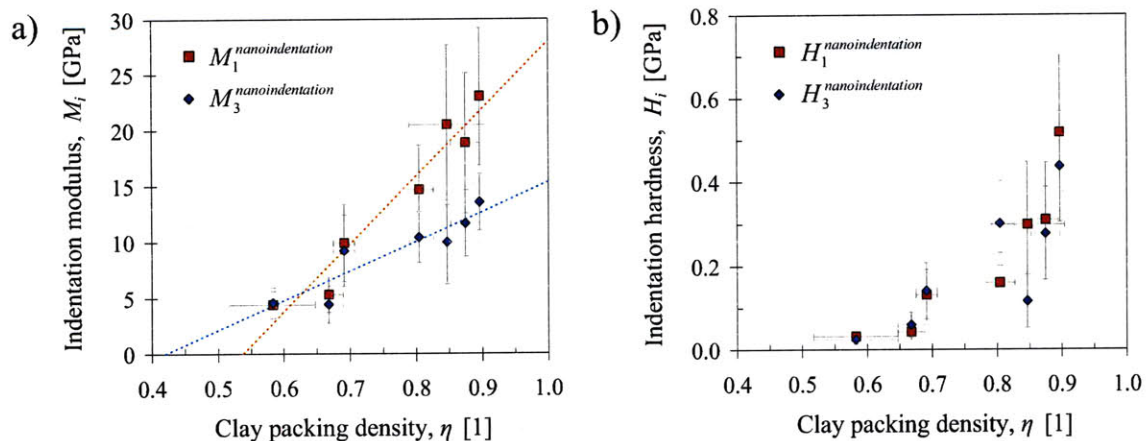 a)
Indentation modulus, M_i [GPa]
30
25
20
15
10
5
0
M_1^nanoindentation
M_3^nanoindentation
0.4 0.5 0.6 0.7 0.8 0.9 1.0
Clay packing density, η [1]
b)
Indentation hardness, H_i [GPa]
0.8
0.6
0.4
0.2
0.0
H_1^nanoindentation
H_3^nanoindentation
0.4 0.5 0.6 0.7 0.8 0.9 1.0
Clay packing density, η [1]